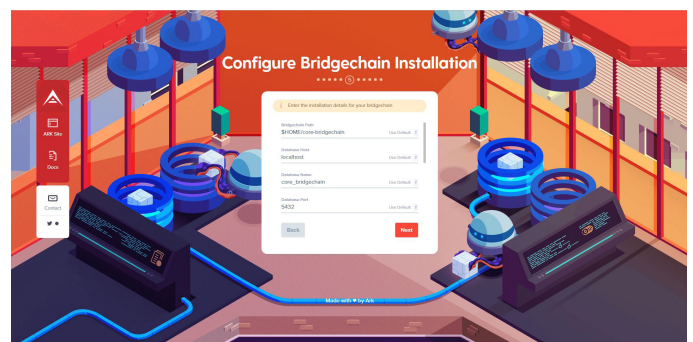 Configure Bridgechain Installation
5
Enter the installation details for your bridgechain
Bridgechain Path
$HOME/core-bridgechain
Use Default
Database Host
localhost
Use Default
Database Name
core_bridgechain
Use Default
Database Port
5432
Use Default
Back
Next
ARK Site
Docs
Contact
Made with ♥ by Ark